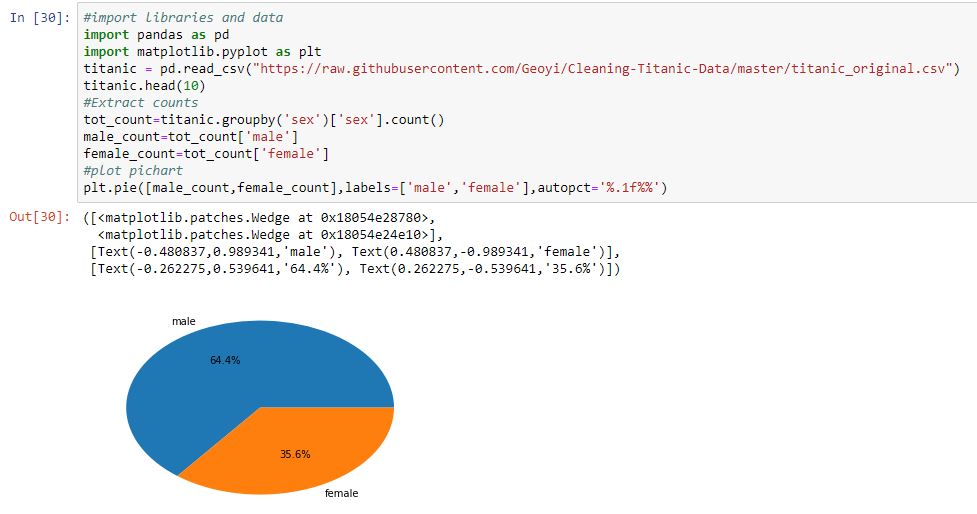 In [30]: #import libraries and data
import pandas as pd
import matplotlib.pyplot as plt
titanic = pd.read_csv("https://raw.githubusercontent.com/Geoyi/Cleaning-Titanic-Data/master/titanic_original.csv")
titanic.head(10)
#Extract counts
tot_count=titanic.groupby('sex')['sex'].count()
male_count=tot_count['male']
female_count=tot_count['female']
#plot pichart
plt.pie([male_count,female_count],labels=['male','female'],autopct='%.1f%%')
Out[30]: ([<matplotlib.patches.Wedge at 0x18054e28780>,
<matplotlib.patches.Wedge at 0x18054e24e10>],
[Text(-0.480837,0.989341,'male'), Text(0.480837,-0.989341,'female')],
[Text(-0.262275,0.539641,'64.4%'), Text(0.262275,-0.539641,'35.6%')])
male
64.4%
35.6%
female